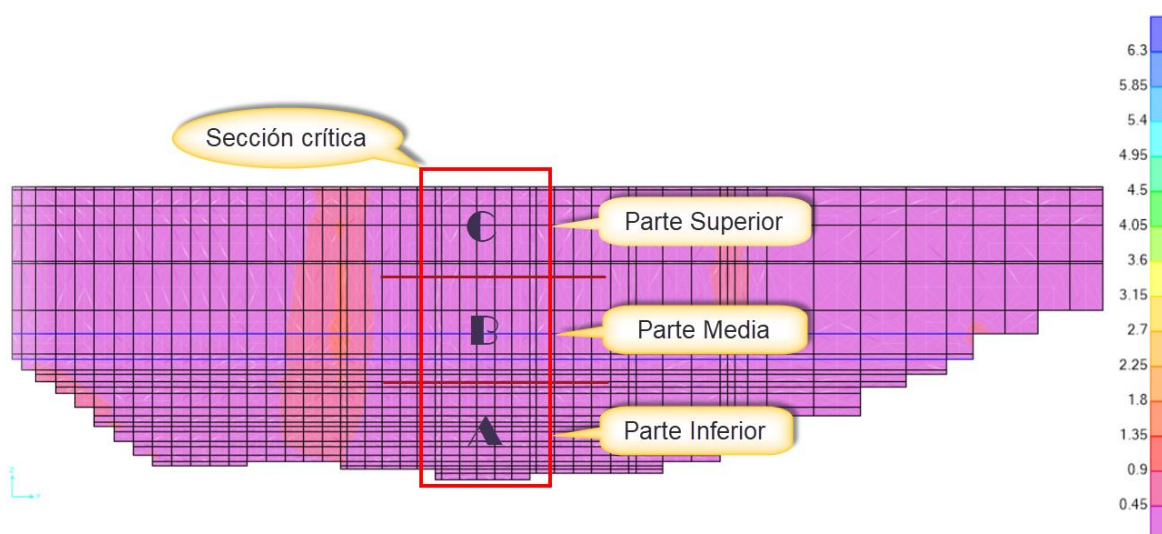 Sección crítica
C
Parte Superior
B
Parte Media
A
Parte Inferior
6.3
5.85
5.4
4.95
4.5
4.05
3.6
3.15
2.7
2.25
1.8
1.35
0.9
0.45